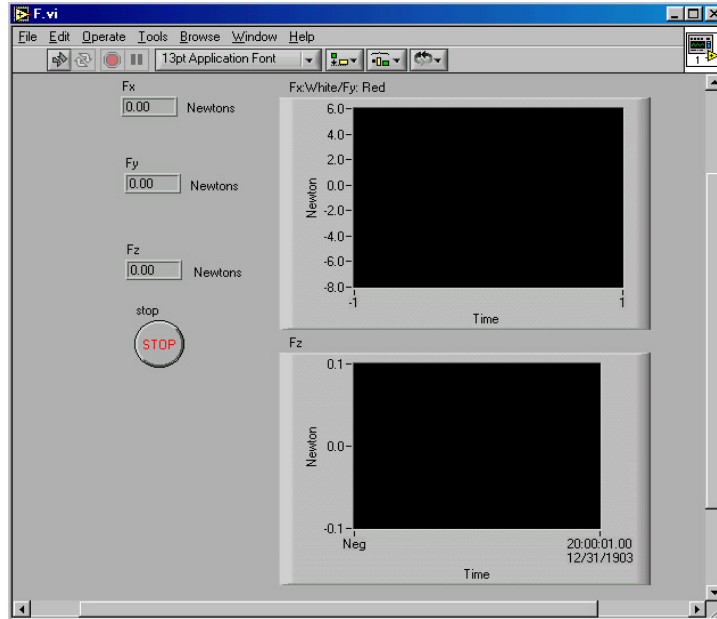 F.vi
File Edit Operate Tools Browse Window Help
13pt Application Font
1
Fx
0.00 Newtons
Fy
0.00 Newtons
Fz
0.00 Newtons
stop
STOP
Fx:White/Fy: Red
6.0
4.0
2.0
0.0
-2.0
-4.0
-6.0
-8.0
Newton
-1 1
Time
Fz
0.1
0.0
-0.1
Newton
Neg 20:00:01.00
12/31/1903
Time